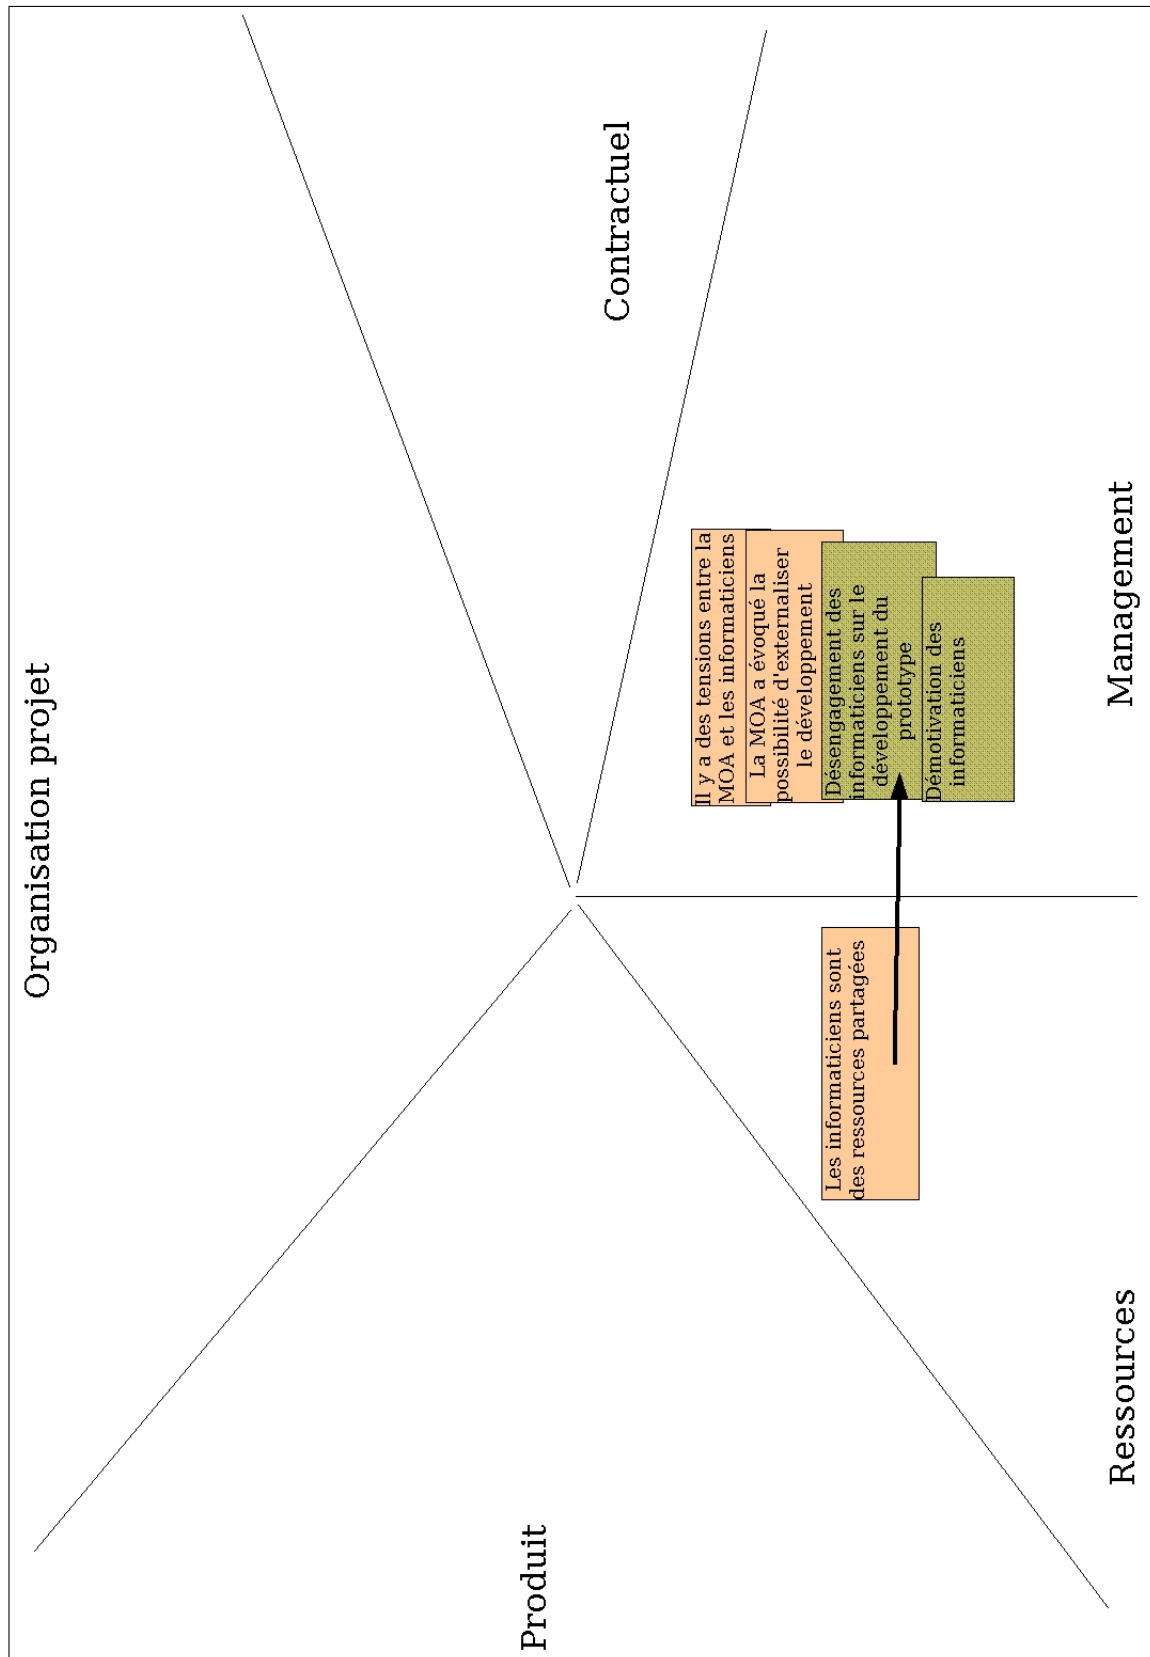 Organisation projet
Produit
Contractuel
Il y a des tensions entre la
MOA et les informaticiens
La MOA a évoqué la
possibilité d'externaliser
le développement
Les informaticiens sont
des ressources partagées
Désengagement des
informaticiens sur le
développement du
prototype
Démotivation des
informaticiens
Ressources
Management